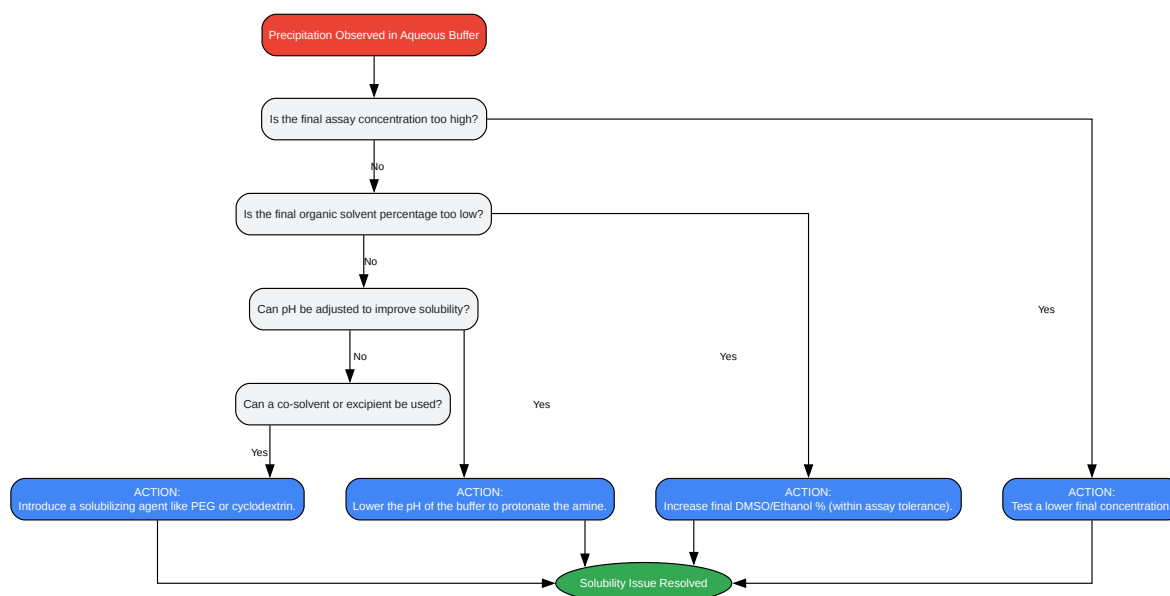 Precipitation Observed in Aqueous Buffer
Is the final assay concentration too high?
No
Is the final organic solvent percentage too low?
No
Can pH be adjusted to improve solubility?
Yes
No
Yes
Can a co-solvent or excipient be used?
Yes
Yes
ACTION:
Introduce a solubilizing agent like PEG or cyclodextrin.
ACTION:
Lower the pH of the buffer to protonate the amine.
ACTION:
Increase final DMSO/Ethanol % (within assay tolerance).
ACTION:
Test a lower final concentration.
Solubility Issue Resolved